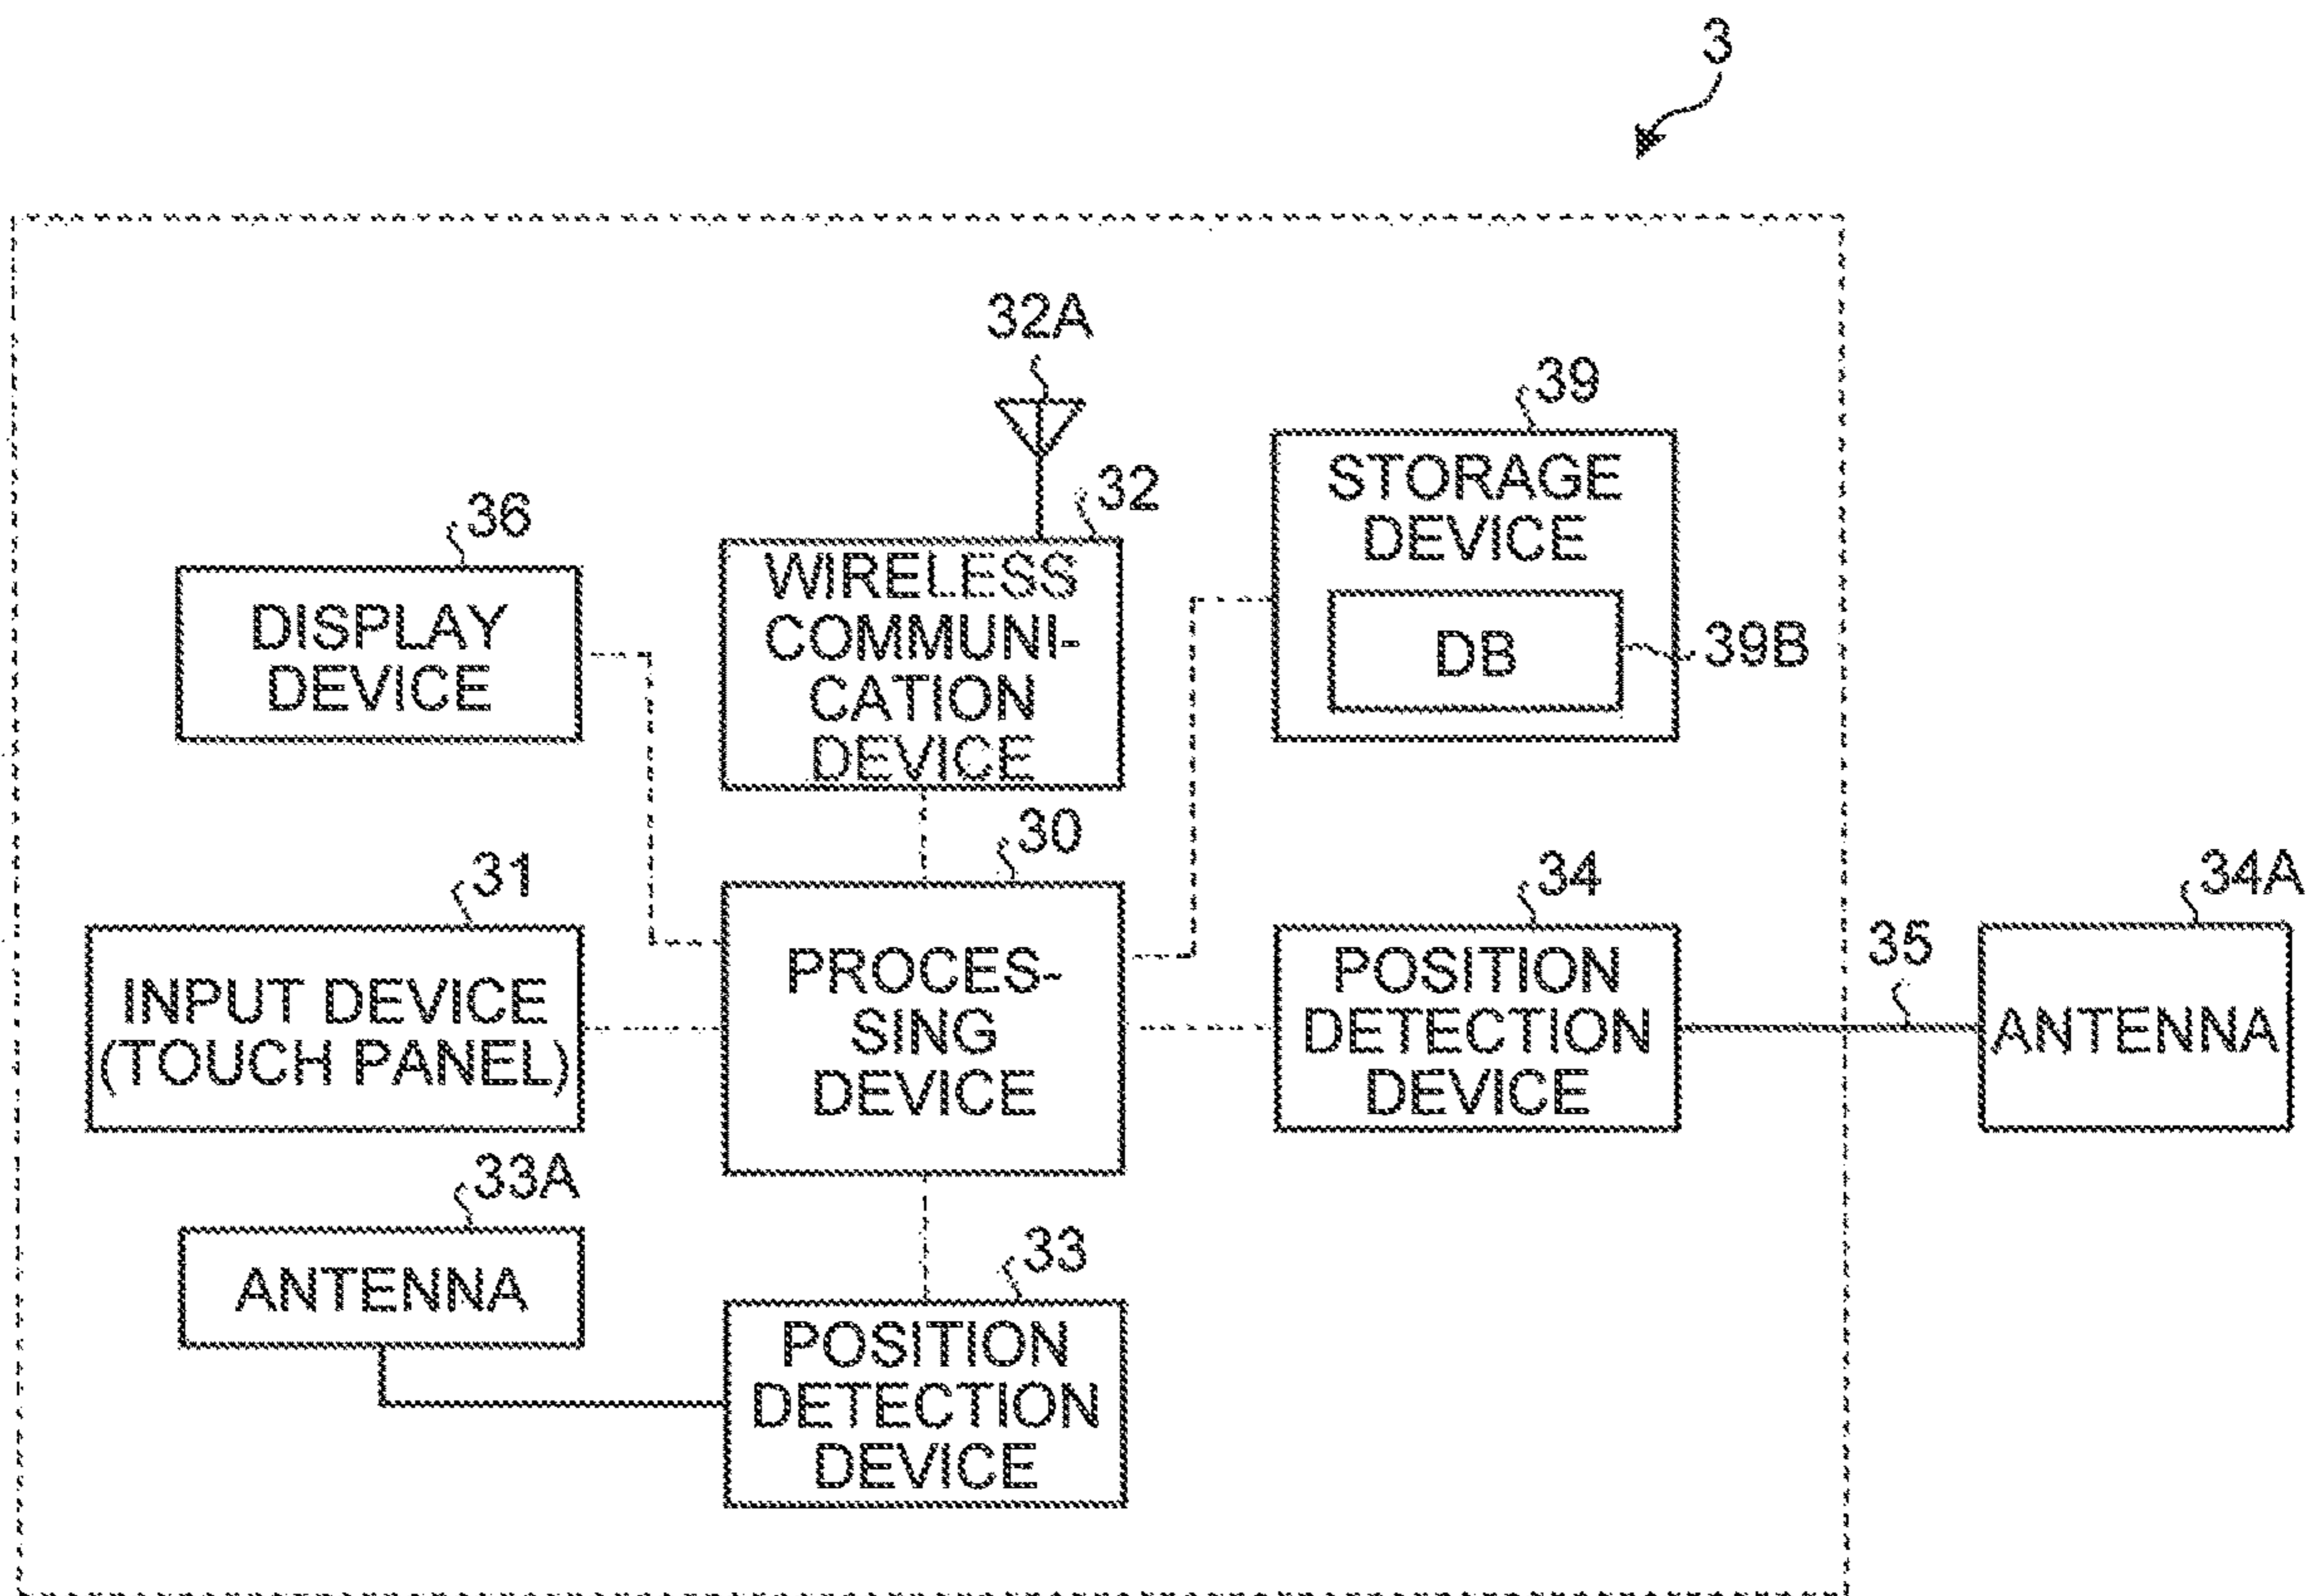 3
32A
39
STORAGE
DEVICE
32
36
WIRELESS
COMMUNI-
CATION
DEVICE
DISPLAY
DEVICE
DB
39B
30
31
34
34A
35
INPUT DEVICE
(TOUCH PANEL)
PROCES-
SING
DEVICE
POSITION
DETECTION
DEVICE
ANTENNA
33A
33
ANTENNA
POSITION
DETECTION
DEVICE